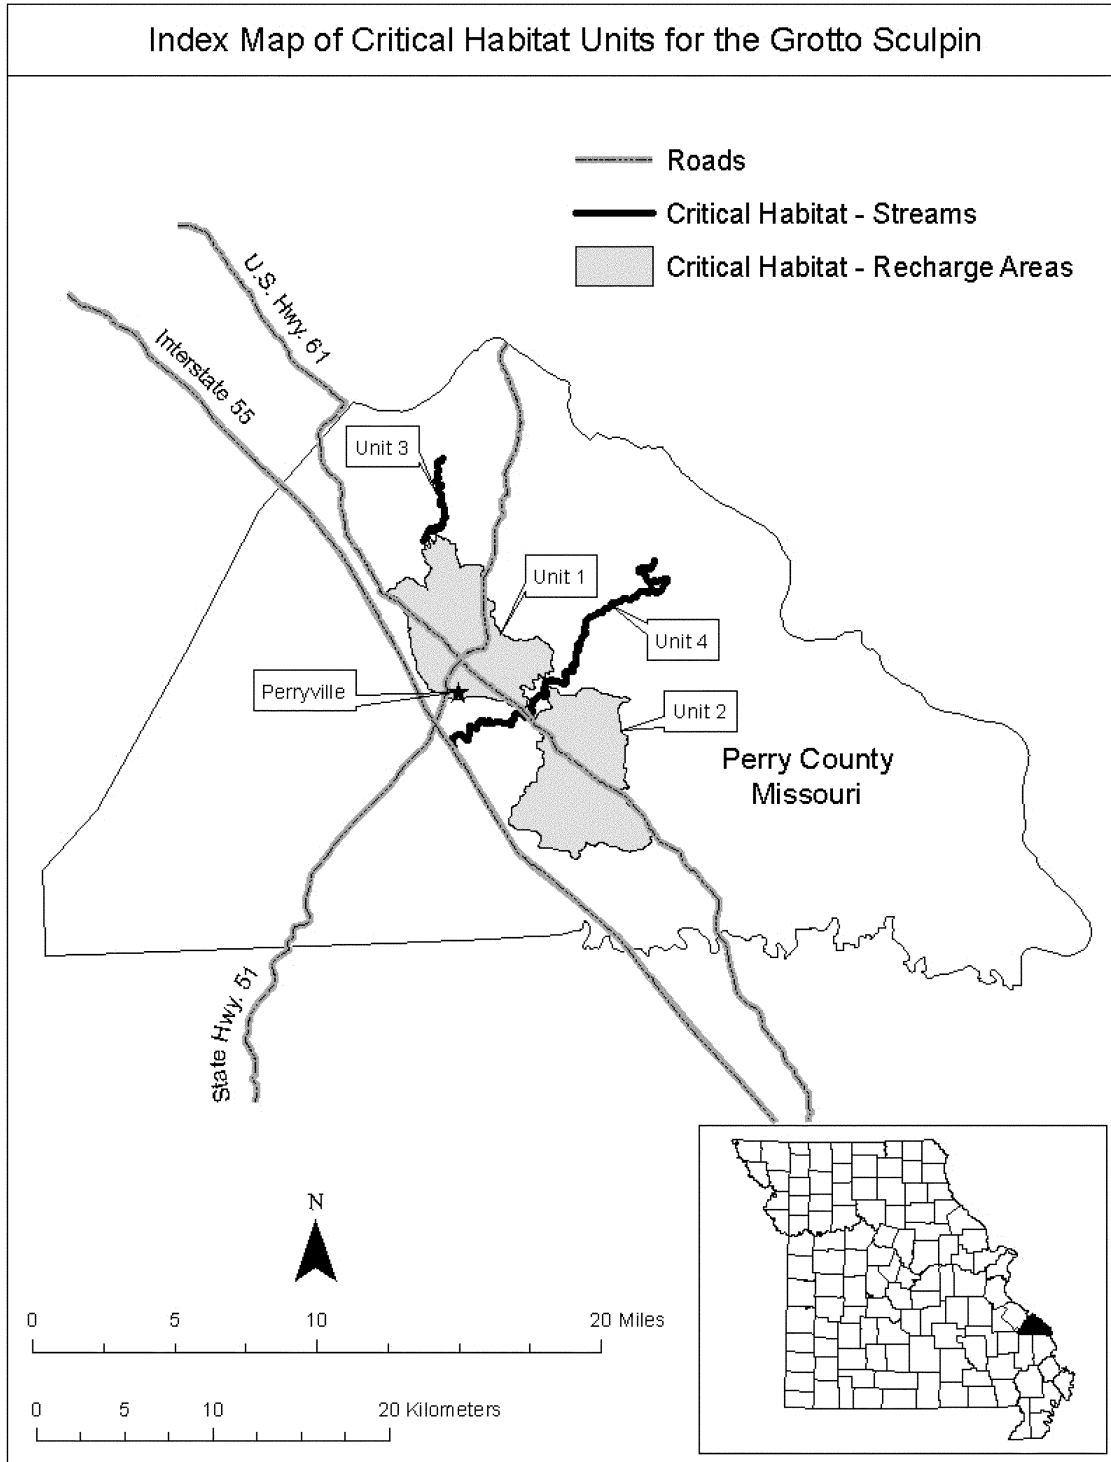 Index Map of Critical Habitat Units for the Grotto Sculpin
Roads
Critical Habitat - Streams
Critical Habitat - Recharge Areas
U.S. Hwy. 61
Interstate 55
Unit 3
Unit 1
Unit 4
Perryville
Unit 2
Perry County
Missouri
State Hwy. 51
N
0 5 10 20 Miles
0 5 10 20 Kilometers